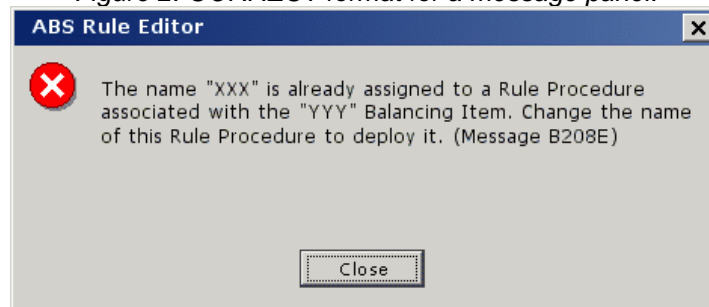 Figure 2. CORRECT format for a message panel.
ABS Rule Editor
The name "XXX" is already assigned to a Rule Procedure
associated with the "YYY" Balancing Item. Change the name
of this Rule Procedure to deploy it. (Message B208E)
Close